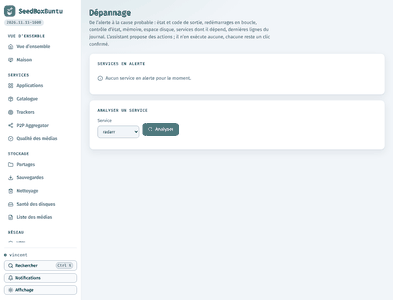 SeedBoxBuntu
VUE D'ENSEMBLE
Vue d'ensemble
Maison
SERVICES
Applications
Catalogue
Trackers
P2P Aggregator
Qualité des médias
STOCKAGE
Partages
Sauvegardes
Nettoyage
Santé des disques
Liste des médias
RÉSEAU
vincent
Rechercher
Ctrl K
Notifications
Affichage
Dépannage
De l'alerte à la cause probable : état et code de sortie, redémarrages en boucle,
contrôle d'état, mémoire, espace disque, services dont il dépend, dernières lignes du
journal. L'assistant propose des actions ; il n'en exécute aucune, chacune reste un clic
confirmé.
SERVICES EN ALERTE
Aucun service en alerte pour le moment.
ANALYSER UN SERVICE
Service
radarr
Analyser